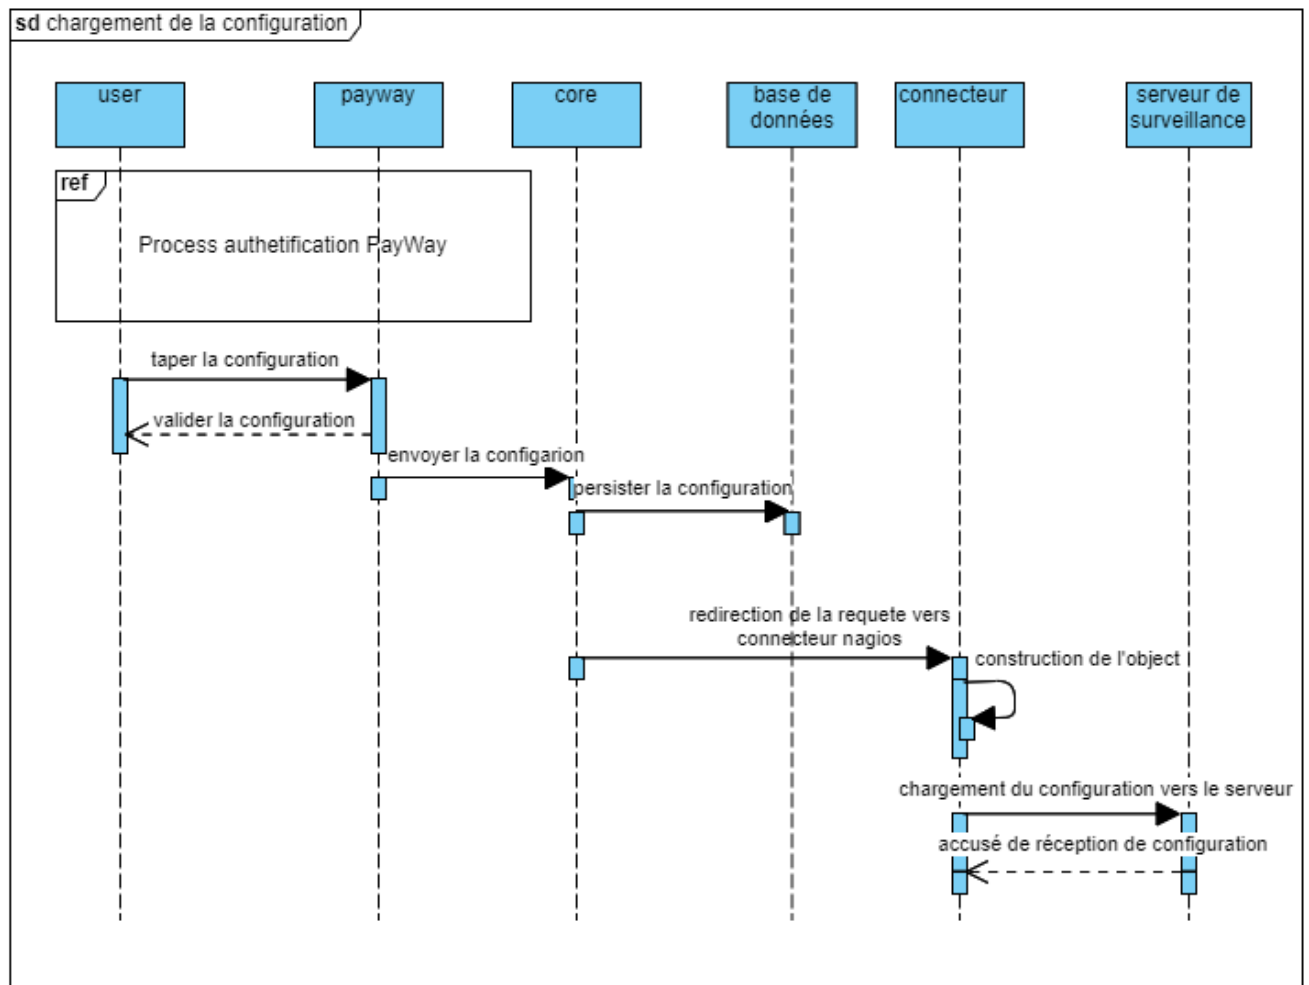 sd chargement de la configuration
user
payway
core
base de
données
connecteur
serveur de
surveillance
ref
Process authetification PayWay
taper la configuration
valider la configuration
envoyer la configarion
persister la configuration
redirection de la requete vers
connecteur nagios
construction de l'object
chargement du configuration vers le serveur
accusé de réception de configuration